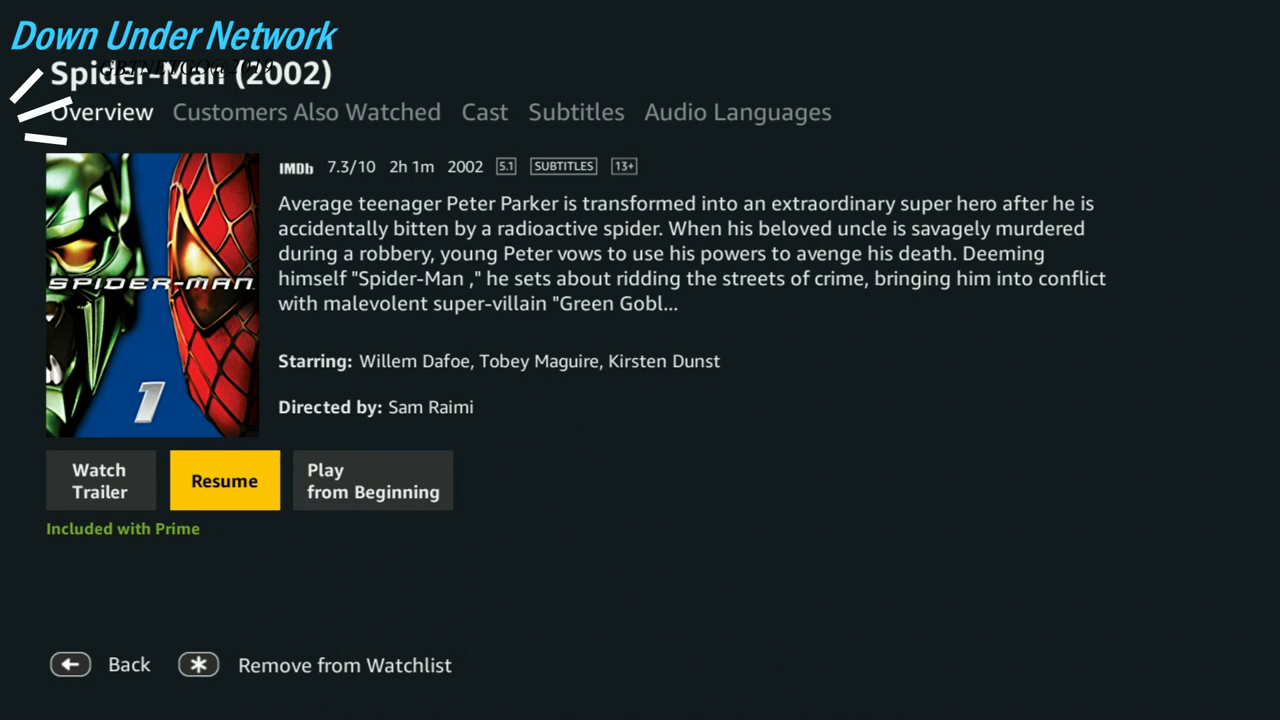 Down Under Network
GBTNETGO@2019
Spider-Man (2002)
Overview Customers Also Watched Cast Subtitles Audio Languages
IMDb 7.3/10 2h 1m 2002 5.1 SUBTITLES 13+
Average teenager Peter Parker is transformed into an extraordinary super hero after he is
accidentally bitten by a radioactive spider. When his beloved uncle is savagely murdered
during a robbery, young Peter vows to use his powers to avenge his death. Deeming
himself "Spider-Man ," he sets about ridding the streets of crime, bringing him into conflict
with malevolent super-villain "Green Gobl...
SPIDER-MAN
1
Starring: Willem Dafoe, Tobey Maguire, Kirsten Dunst
Directed by: Sam Raimi
Watch
Trailer
Resume
Play
from Beginning
Included with Prime
Back
Remove from Watchlist